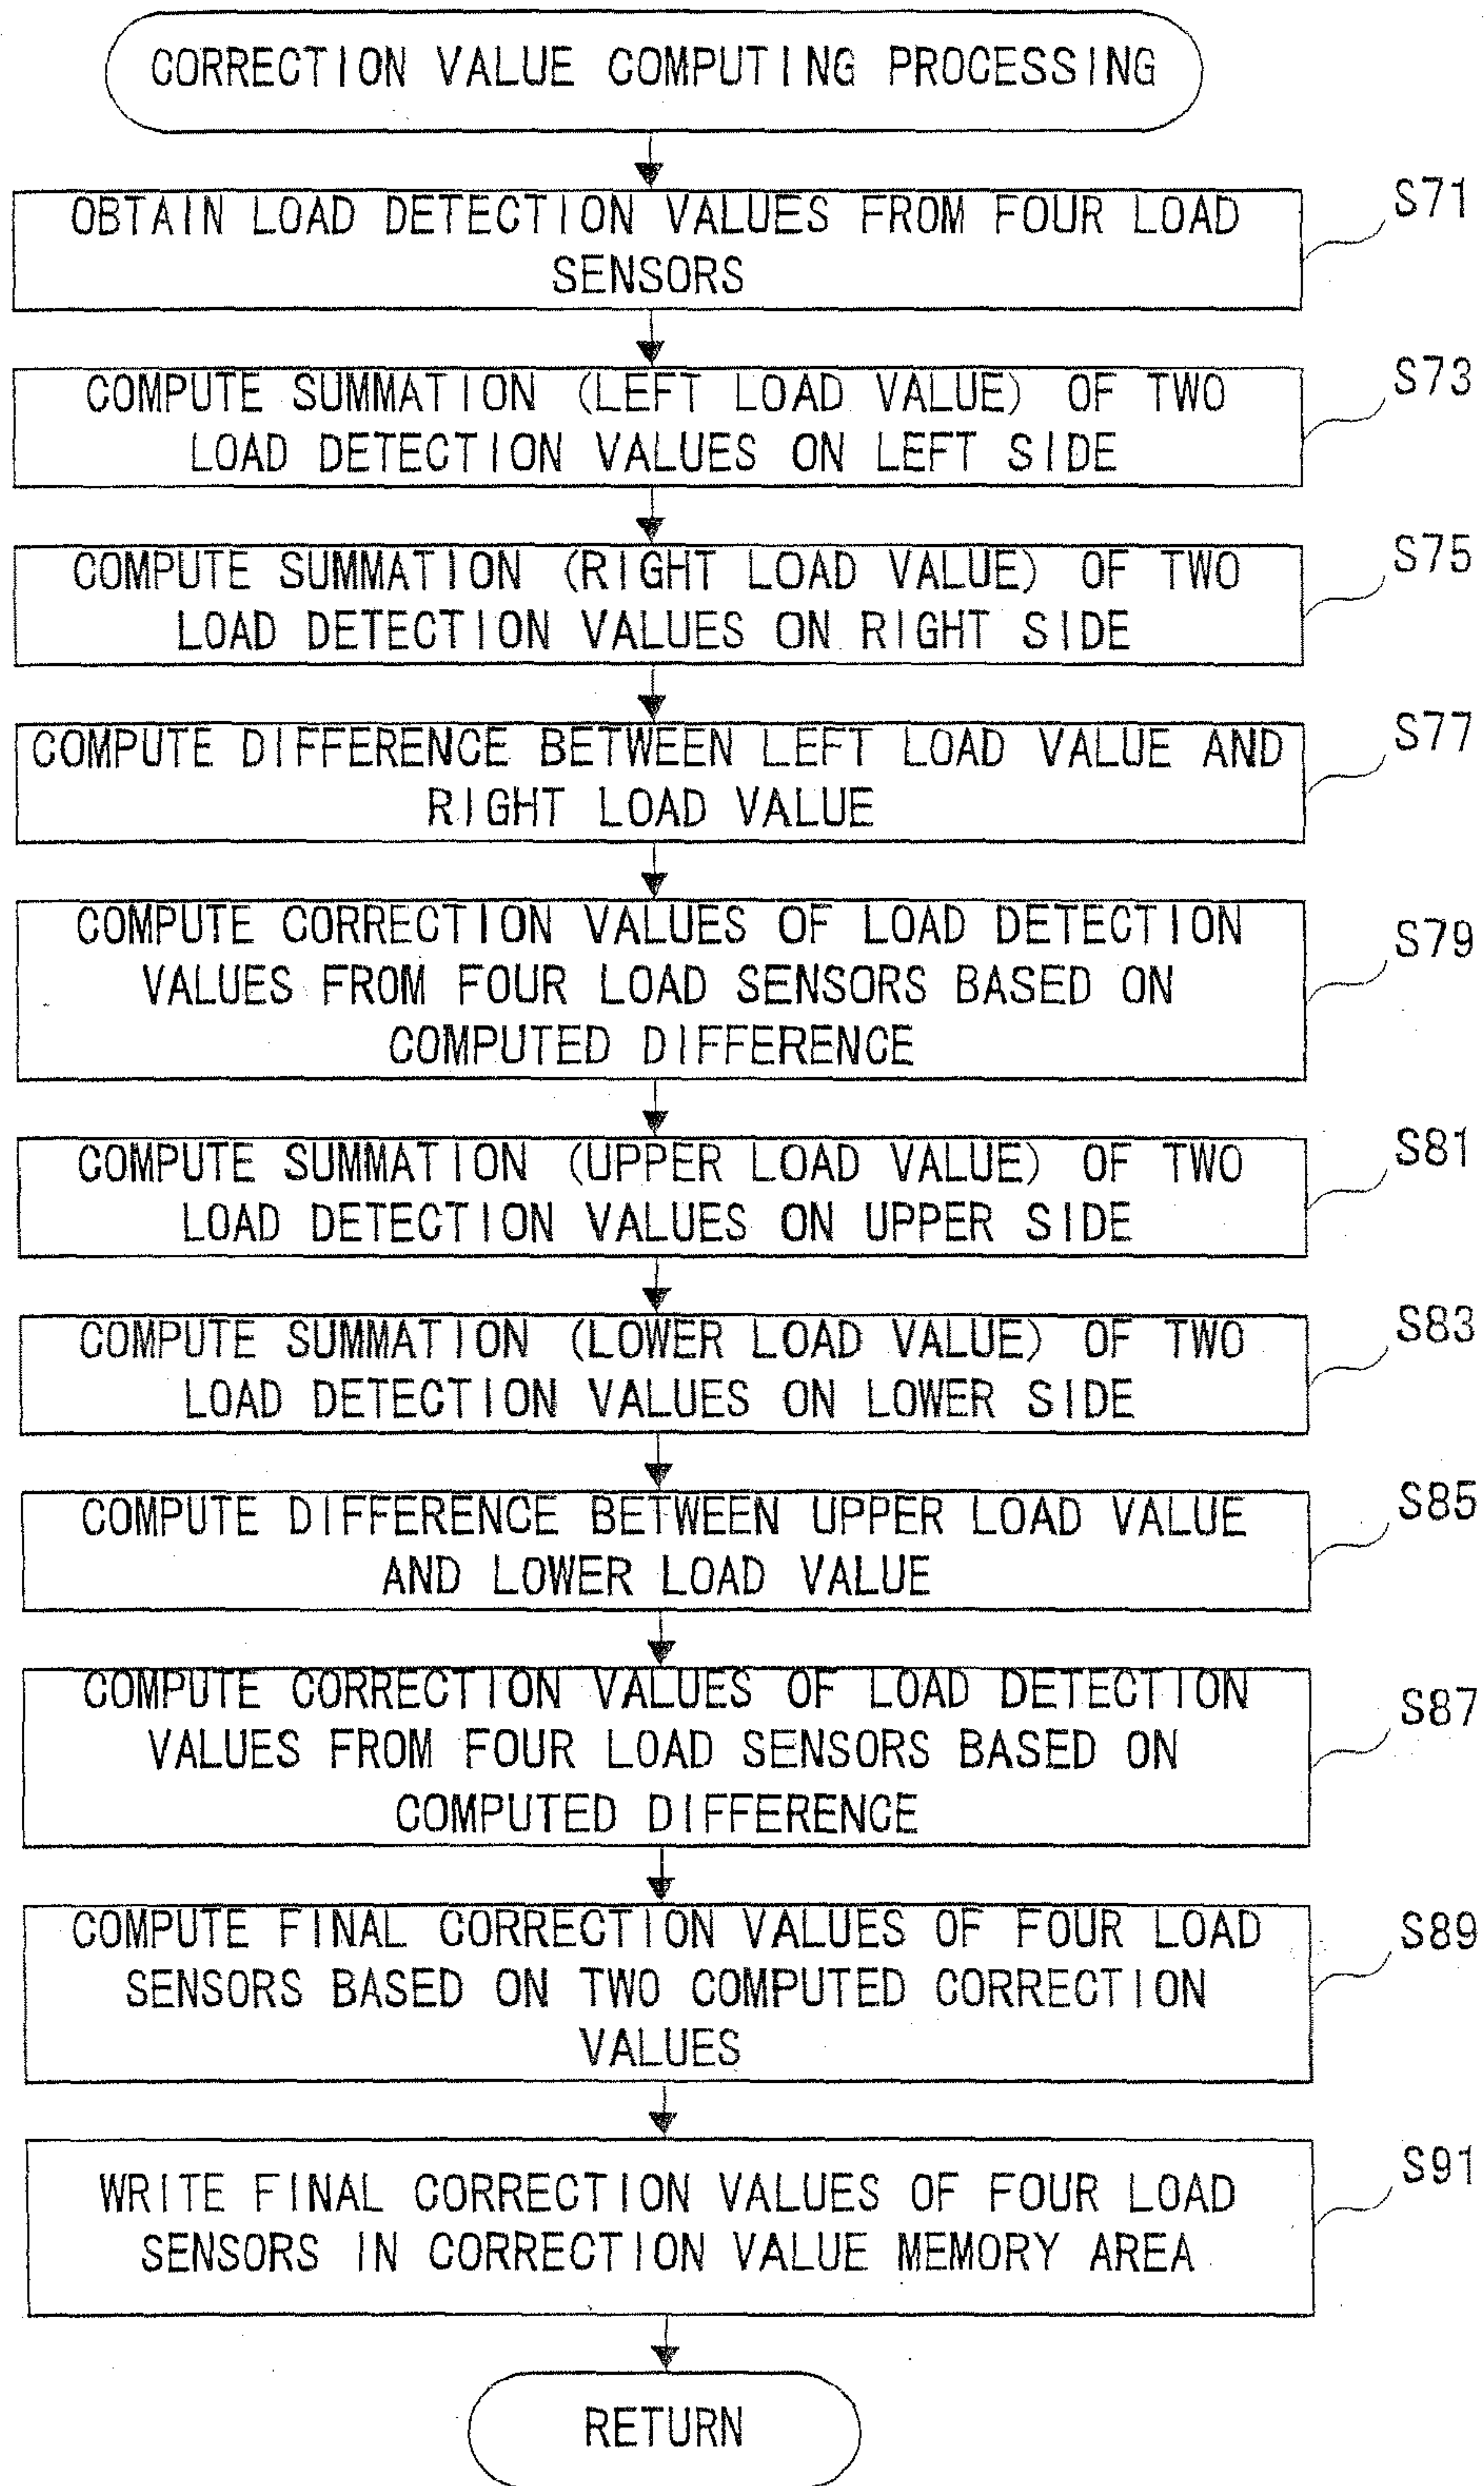 CORRECTION VALUE COMPUTING PROCESSING
OBTAIN LOAD DETECTION VALUES FROM FOUR LOAD
SENSORS
S71
COMPUTE SUMMATION (LEFT LOAD VALUE) OF TWO
LOAD DETECTION VALUES ON LEFT SIDE
S73
COMPUTE SUMMATION (RIGHT LOAD VALUE) OF TWO
LOAD DETECTION VALUES ON RIGHT SIDE
S75
COMPUTE DIFFERENCE BETWEEN LEFT LOAD VALUE AND
RIGHT LOAD VALUE
S77
COMPUTE CORRECTION VALUES OF LOAD DETECTION
VALUES FROM FOUR LOAD SENSORS BASED ON
COMPUTED DIFFERENCE
S79
COMPUTE SUMMATION (UPPER LOAD VALUE) OF TWO
LOAD DETECTION VALUES ON UPPER SIDE
S81
COMPUTE SUMMATION (LOWER LOAD VALUE) OF TWO
LOAD DETECTION VALUES ON LOWER SIDE
S83
COMPUTE DIFFERENCE BETWEEN UPPER LOAD VALUE
AND LOWER LOAD VALUE
S85
COMPUTE CORRECTION VALUES OF LOAD DETECTION
VALUES FROM FOUR LOAD SENSORS BASED ON
COMPUTED DIFFERENCE
S87
COMPUTE FINAL CORRECTION VALUES OF FOUR LOAD
SENSORS BASED ON TWO COMPUTED CORRECTION
VALUES
S89
WRITE FINAL CORRECTION VALUES OF FOUR LOAD
SENSORS IN CORRECTION VALUE MEMORY AREA
S91
RETURN